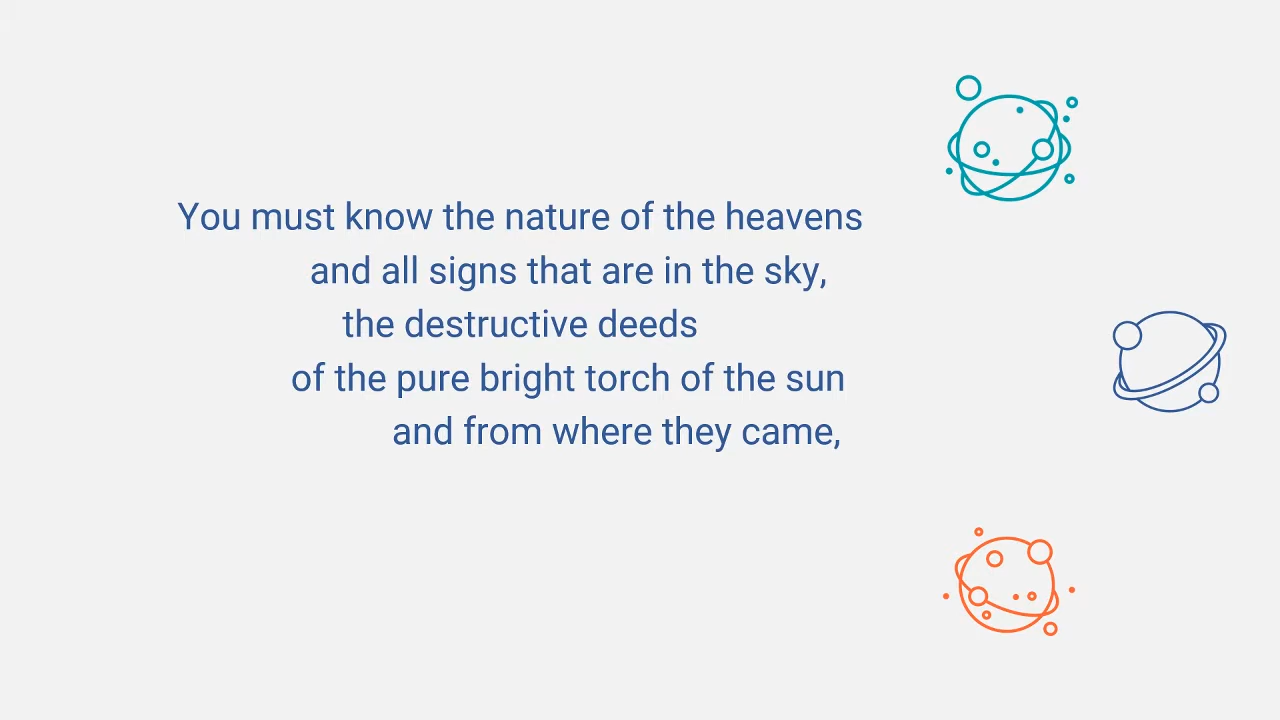 You must know the nature of the heavens
and all signs that are in the sky,
the destructive deeds
of the pure bright torch of the sun
and from where they came,